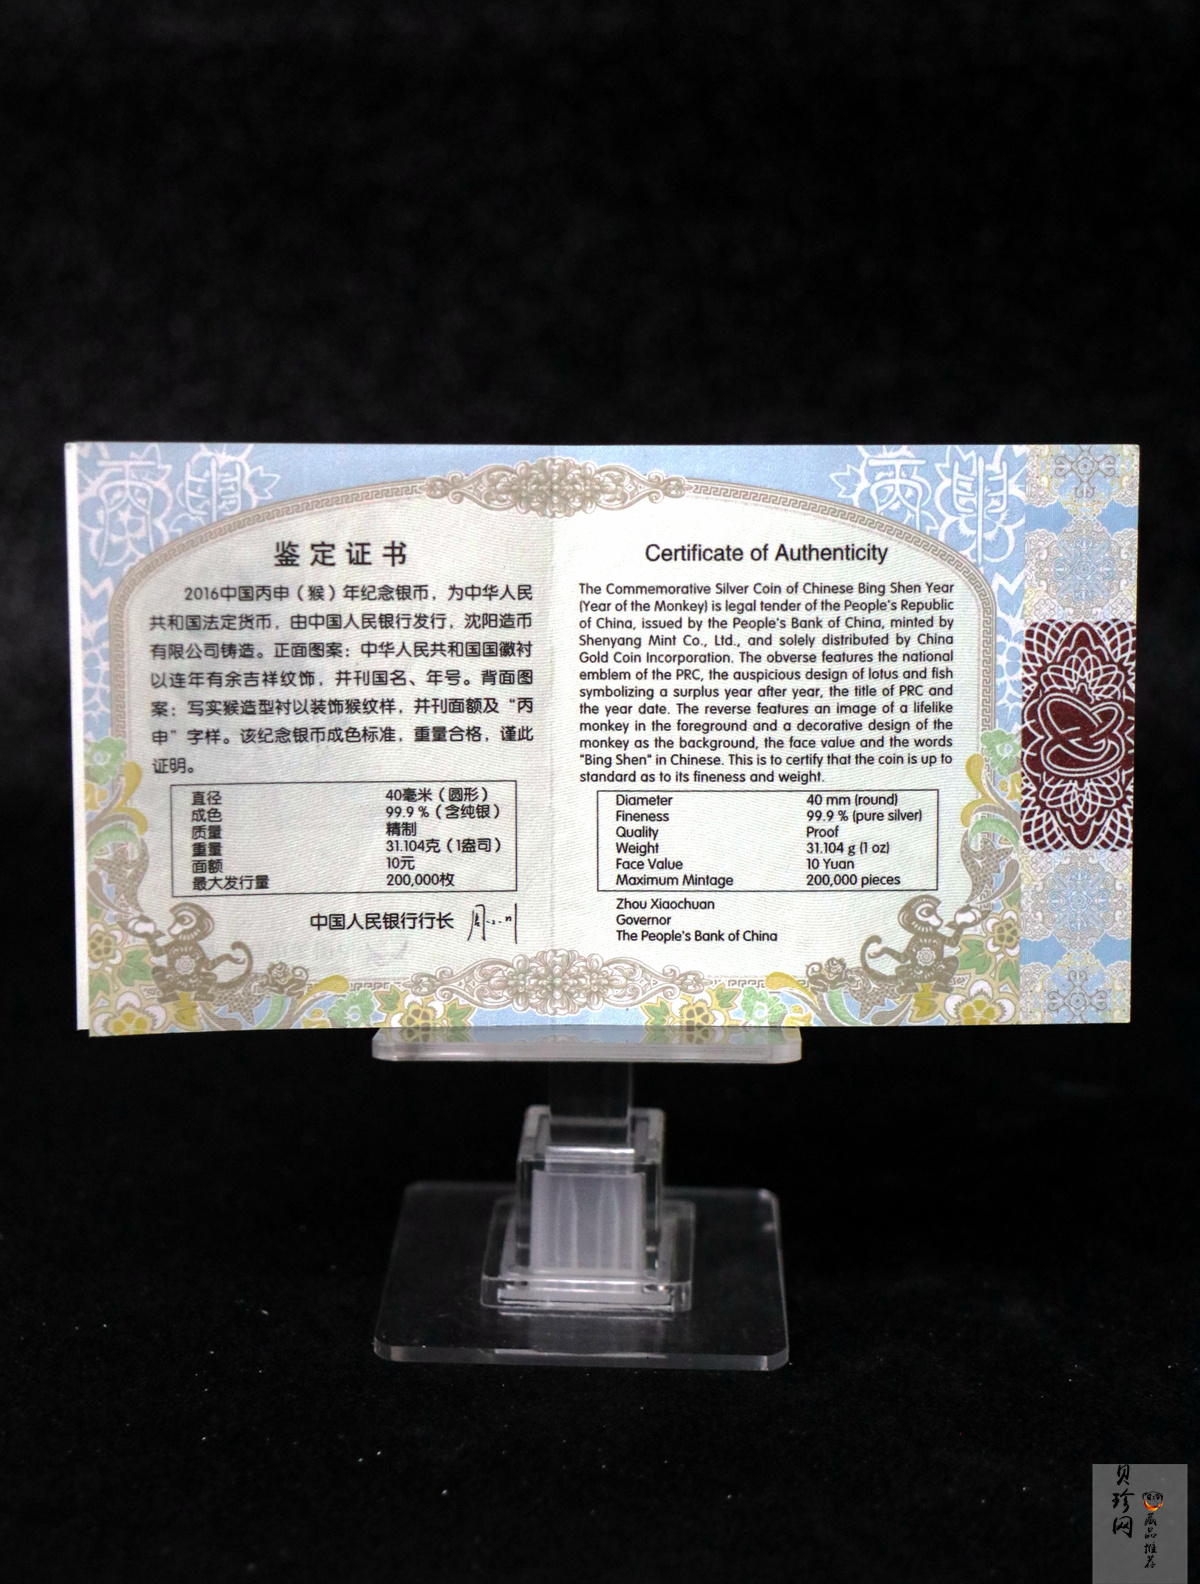 鉴定证书
2016中国丙申（猴）年纪念银币，为中华人民
共和国法定货币，由中国人民银行发行，沈阳造币
有限公司铸造。正面图案：中华人民共和国国徽衬
以连年有余吉祥纹饰，并刊国名、年号。背面图
案：写实猴造型衬以装饰猴纹样，并刊面额及“丙
申”字样。该纪念银币成色标准，重量合格，谨此
证明。
直径 40毫米（圆形）
成色 99.9％（含纯银）
质量 精制
重量 31.104克（1盎司）
面额 10元
最大发行量 200,000枚
中国人民银行行长
Certificate of Authenticity
The Commemorative Silver Coin of Chinese Bing Shen Year
(Year of the Monkey) is legal tender of the People's Republic
of China, issued by the People's Bank of China, minted by
Shenyang Mint Co., Ltd., and solely distributed by China
Gold Coin Incorporation. The obverse features the national
emblem of the PRC, the auspicious design of lotus and fish
symbolizing a surplus year after year, the title of PRC and
the year date. The reverse features an image of a lifelike
monkey in the foreground and a decorative design of the
monkey as the background, the face value and the words
"Bing Shen" in Chinese. This is to certify that the coin is up to
standard as to its fineness and weight.
Diameter 40 mm (round)
Fineness 99.9 % (pure silver)
Quality Proof
Weight 31.104 g (1 oz)
Face Value 10 Yuan
Maximum Mintage 200,000 pieces
Zhou Xiaochuan
Governor
The People's Bank of China
贝珍网
藏品推荐